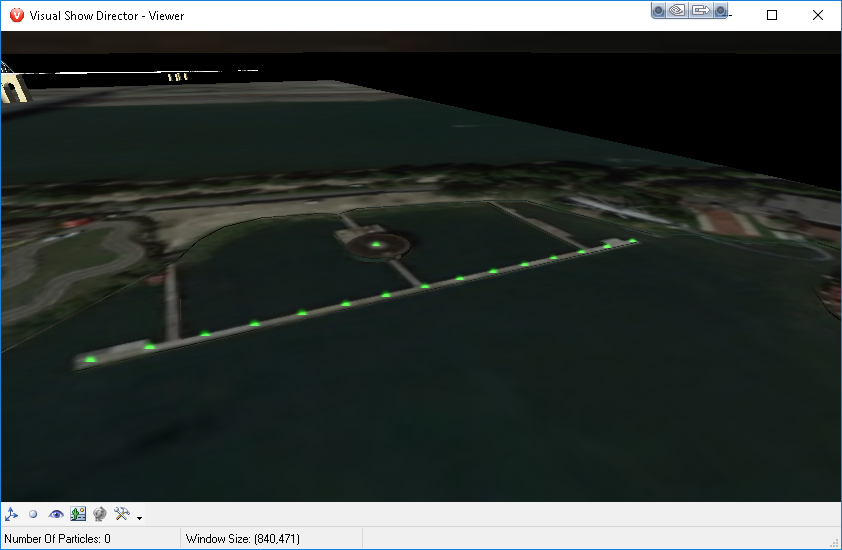 Visual Show Director - Viewer
Number Of Particles: 0
Window Size: (840,471)